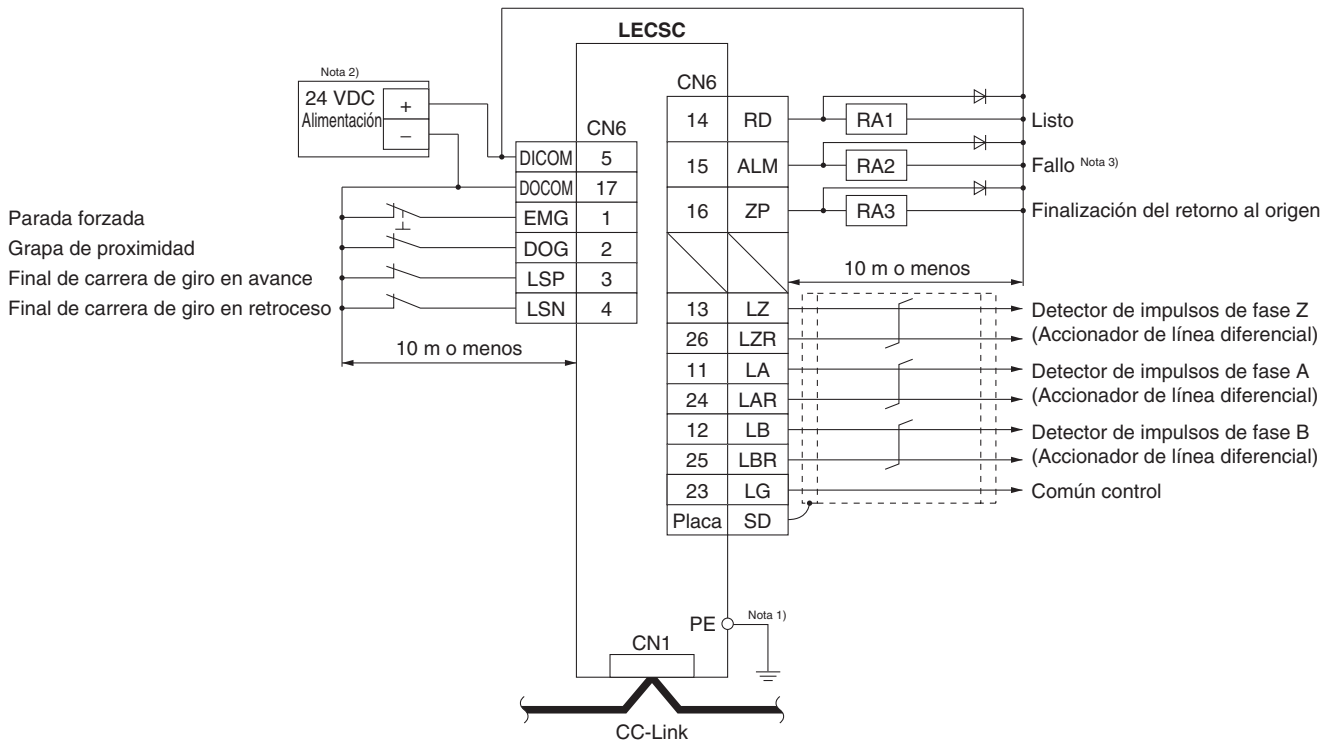 LECSC
Nota 2)
24 VDC
Alimentación
+
−
CN6
DICOM 5
DOCOM 17
EMG 1
DOG 2
LSP 3
LSN 4
Parada forzada
Grapa de proximidad
Final de carrera de giro en avance
Final de carrera de giro en retroceso
10 m o menos
CN6
14 RD RA1 Listo
15 ALM RA2 Fallo Nota 3)
16 ZP RA3 Finalización del retorno al origen
10 m o menos
13 LZ Detector de impulsos de fase Z
26 LZR (Accionador de línea diferencial)
11 LA Detector de impulsos de fase A
24 LAR (Accionador de línea diferencial)
12 LB Detector de impulsos de fase B
25 LBR (Accionador de línea diferencial)
23 LG Común control
Placa SD
PE Nota 1)
CN1
CC-Link